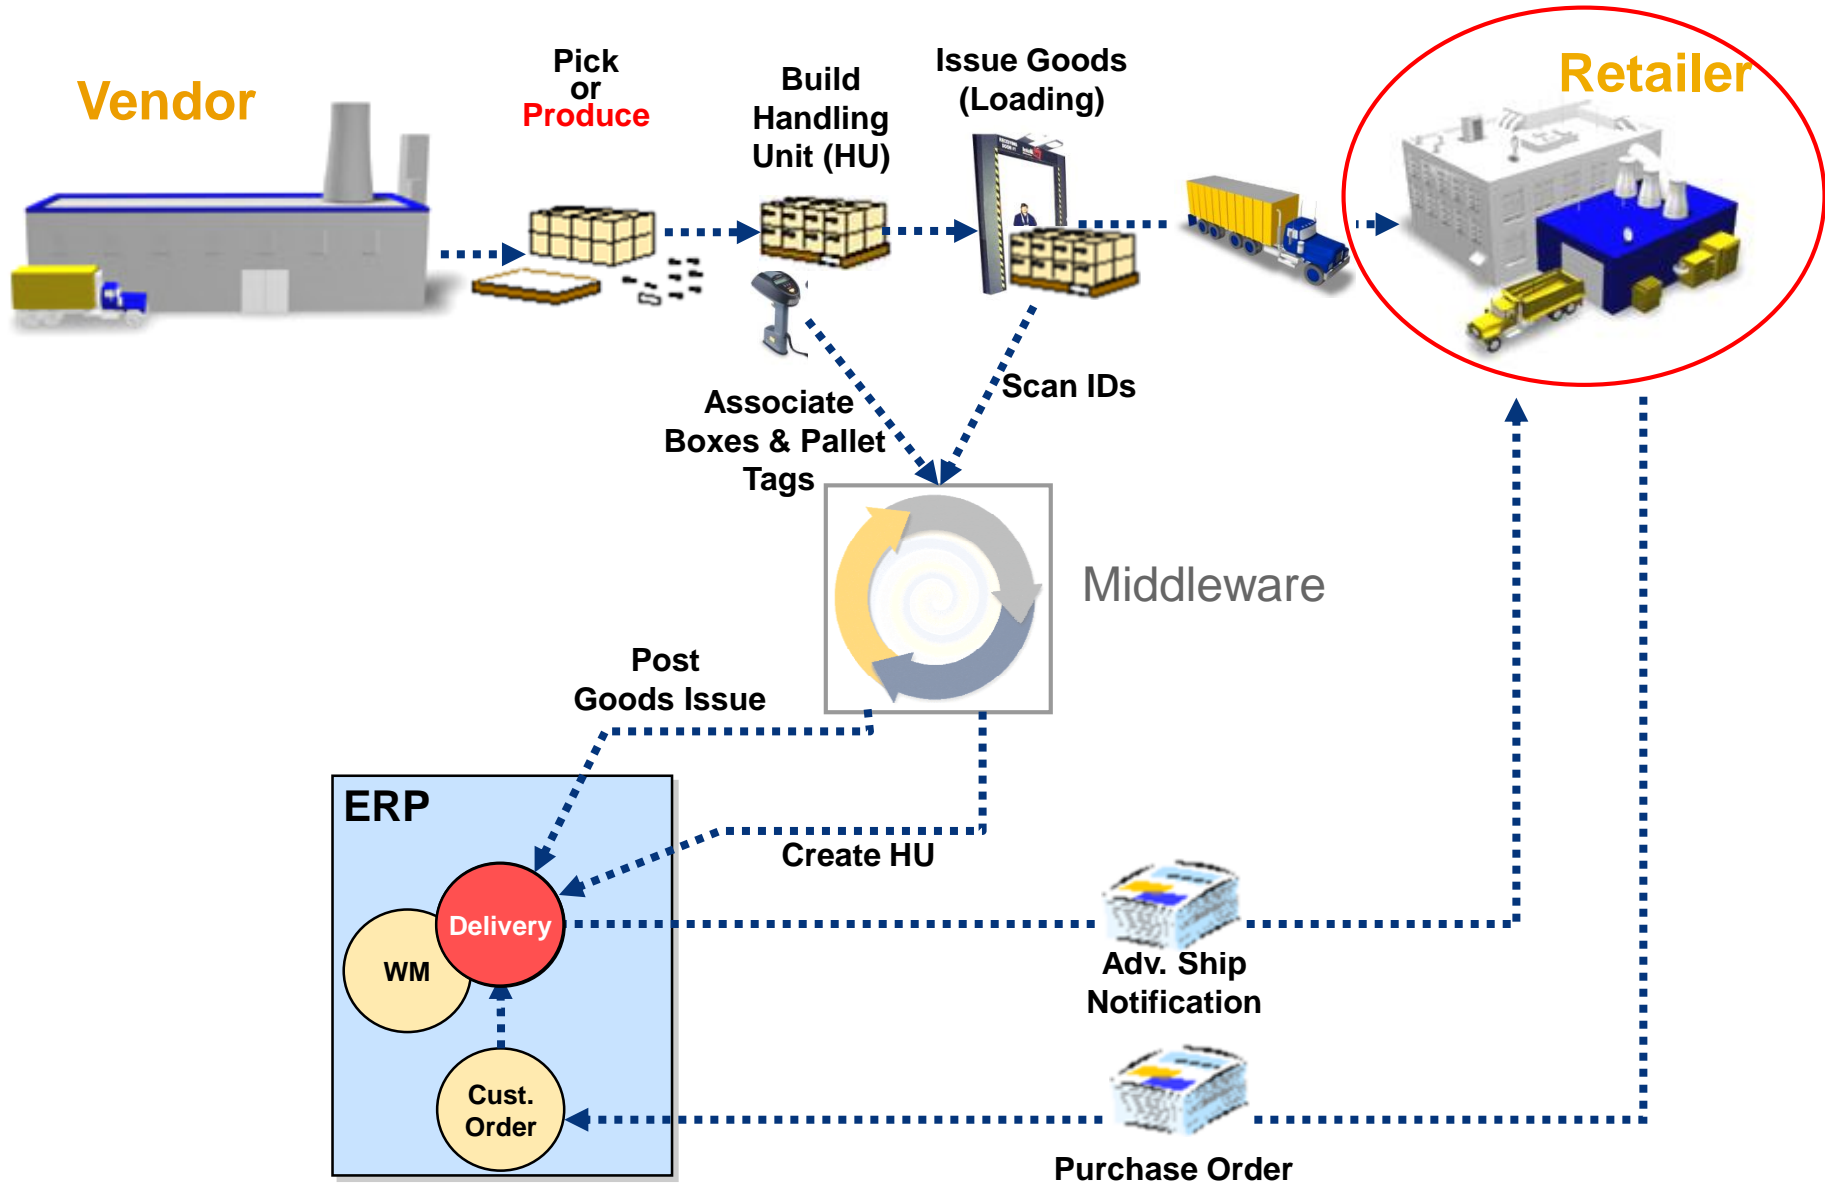 Vendor
Pick
or
Produce
Build
Handling
Unit (HU)
Issue Goods
(Loading)
Retailer
Associate
Boxes & Pallet
Tags
Scan IDs
Middleware
Post
Goods Issue
Create HU
ERP
Delivery
WM
Cust.
Order
Adv. Ship
Notification
Purchase Order